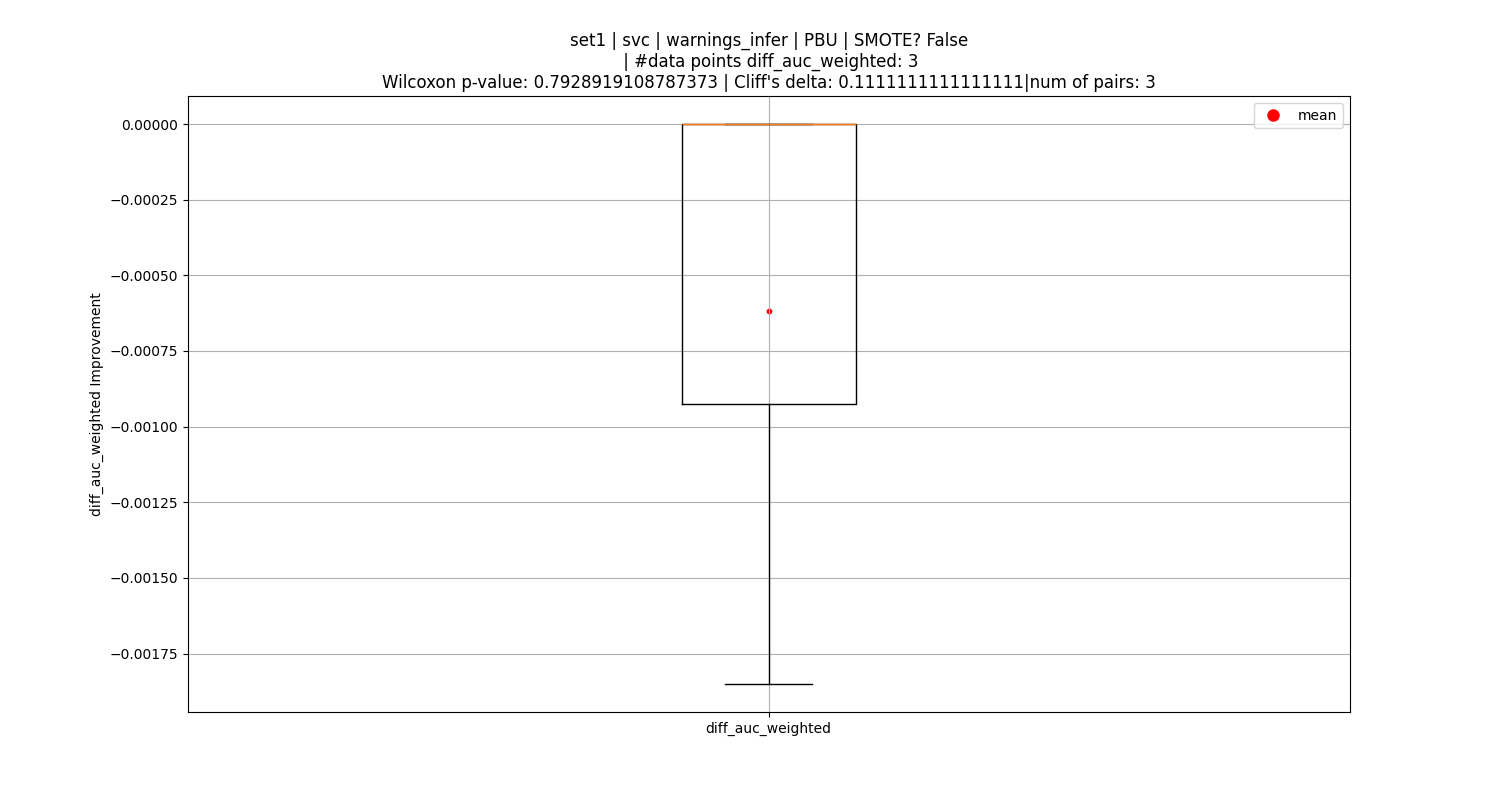 set1 | svc | warnings_infer | PBU | SMOTE? False
| #data points diff_auc_weighted: 3
Wilcoxon p-value: 0.7928919108787373 | Cliff's delta: 0.1111111111111111|num of pairs: 3
mean
0.00000
−0.00025
−0.00050
−0.00075
−0.00100
−0.00125
−0.00150
−0.00175
diff_auc_weighted Improvement
diff_auc_weighted